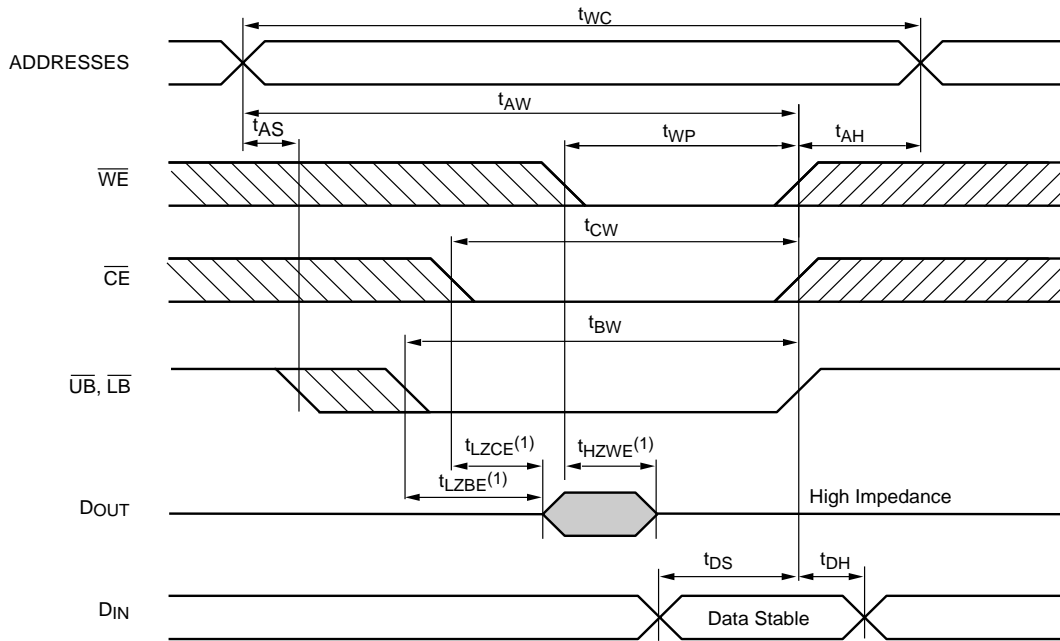 tWC
ADDRESSES
tAW
tAS
tWP
tAH
WE
tCW
CE
tBW
UB, LB
tLZCE(1)
tHZWE(1)
tLZBE(1)
DOUT
High Impedance
tDS
tDH
DIN
Data Stable